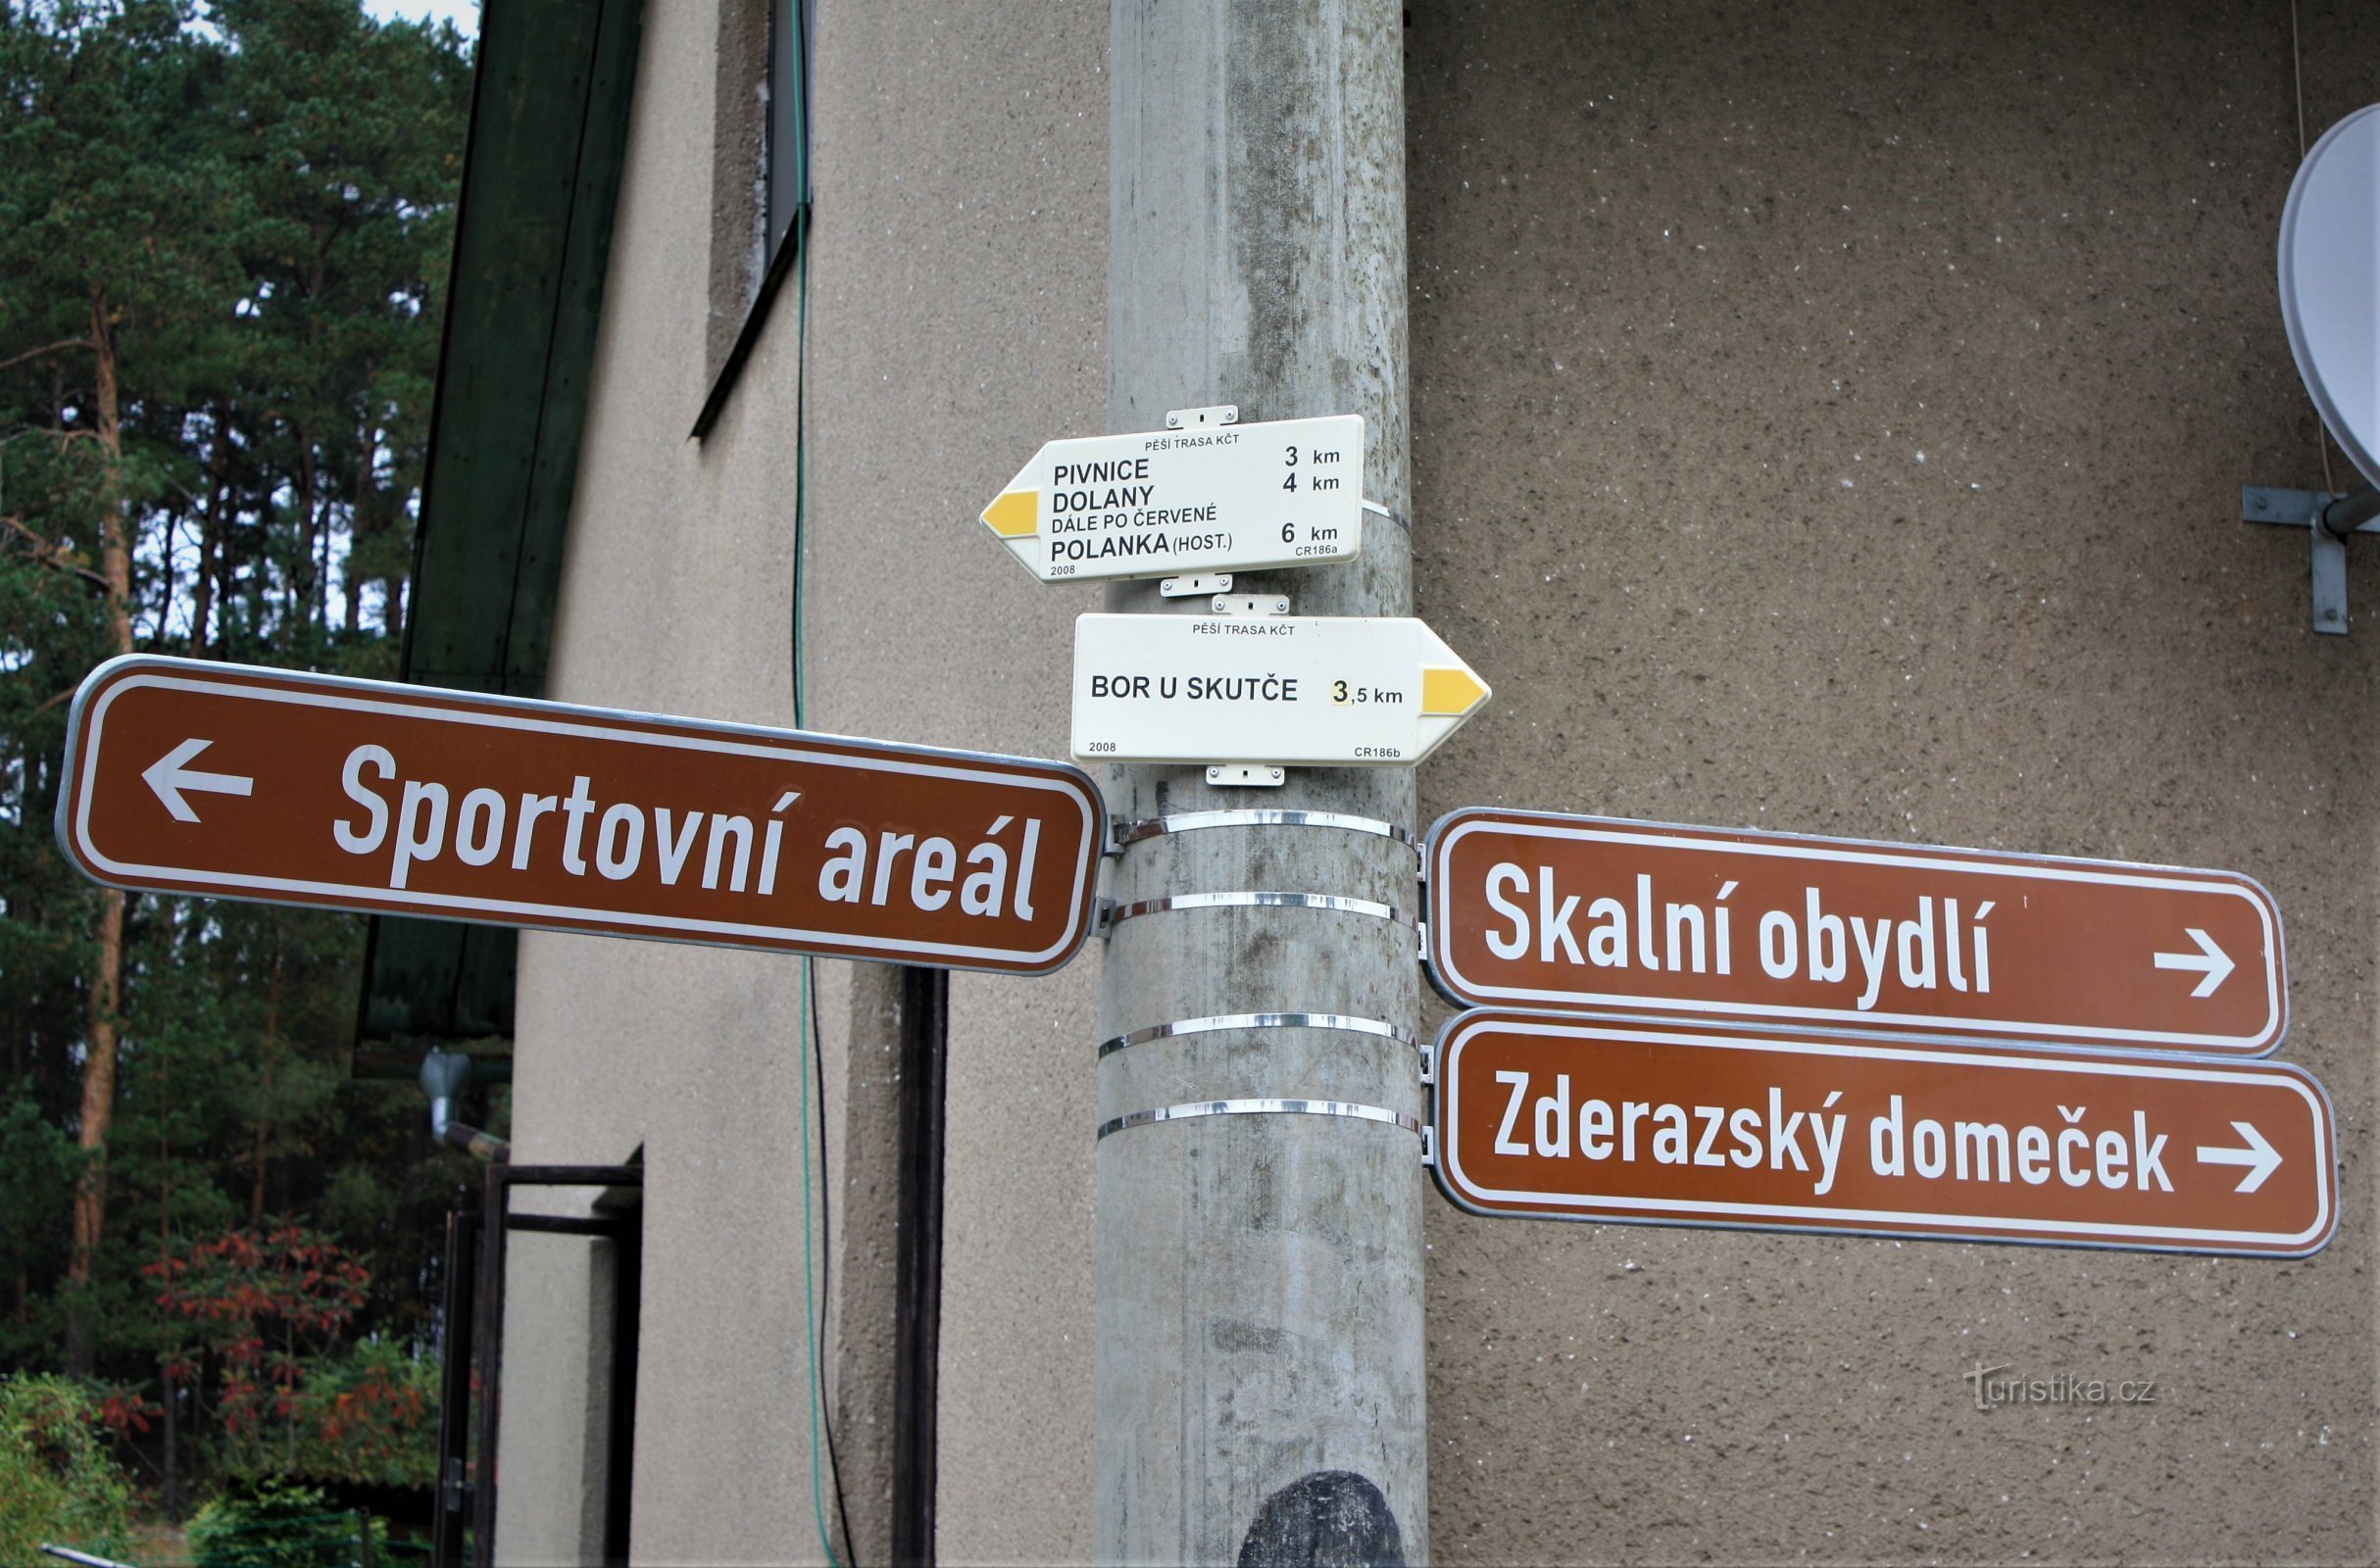 PĚŠÍ TRASA KČT
PIVNICE 3 km
DOLANY 4 km
DÁLE PO ČERVENÉ
POLANKA (HOST.) 6 km
2008 CR186a
PĚŠÍ TRASA KČT
BOR U SKUTČE 3,5 km
2008 CR186b
Sportovní areál
Skalní obydlí
Zderazský domeček
Turistika.cz